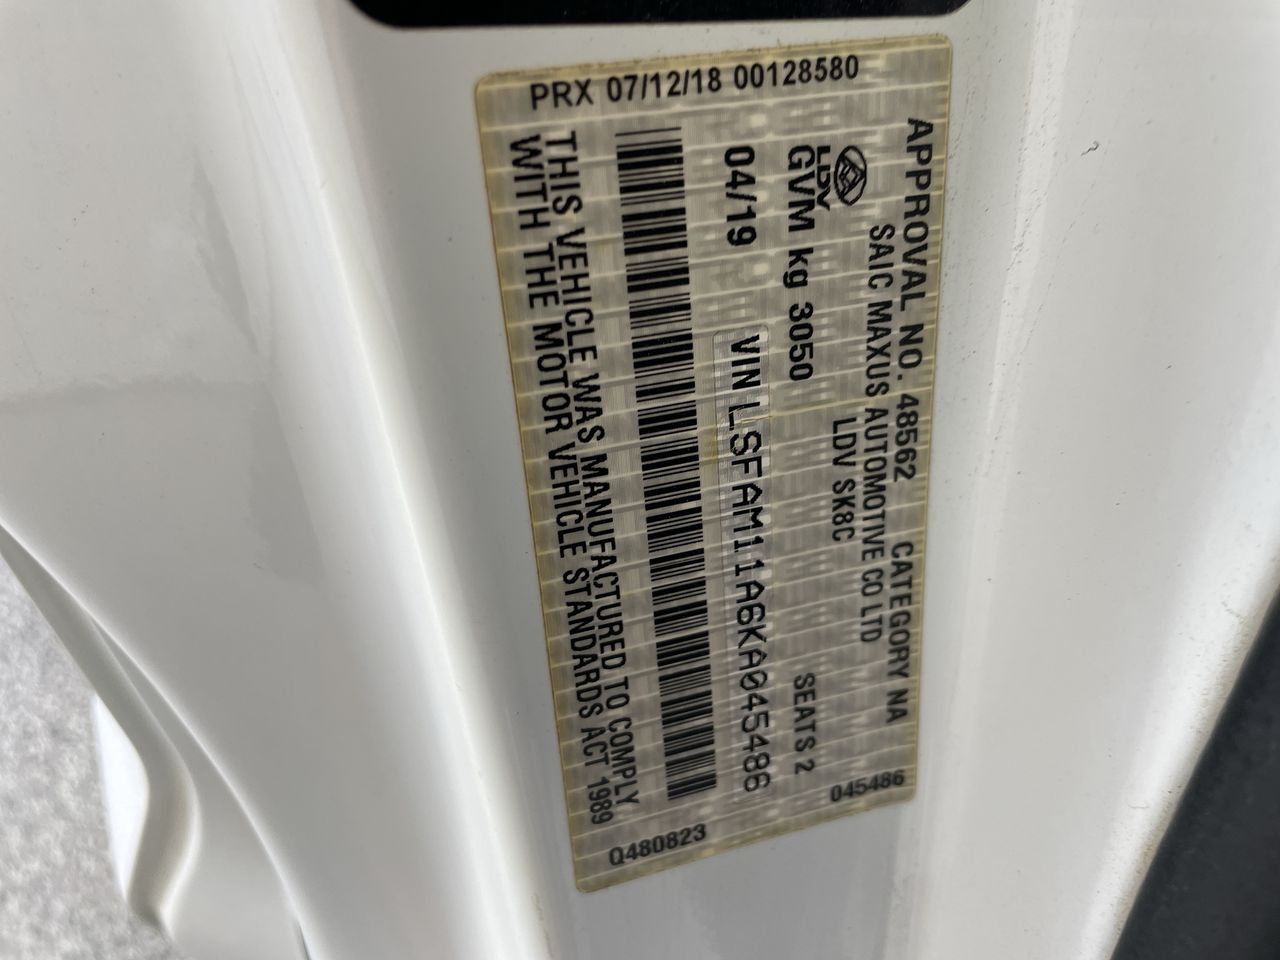 PRX 07/12/18 00128580
APPROVAL NO. 48562 CATEGORY NA
SAIC MAXUS AUTOMOTIVE CO LTD
LDV
LDV SK8C
GVM kg 3050 SEATS 2
04/19 VIN LSFAM11A6KA045486
THIS VEHICLE WAS MANUFACTURED TO COMPLY
WITH THE MOTOR VEHICLE STANDARDS ACT 1989
Q480823
045486